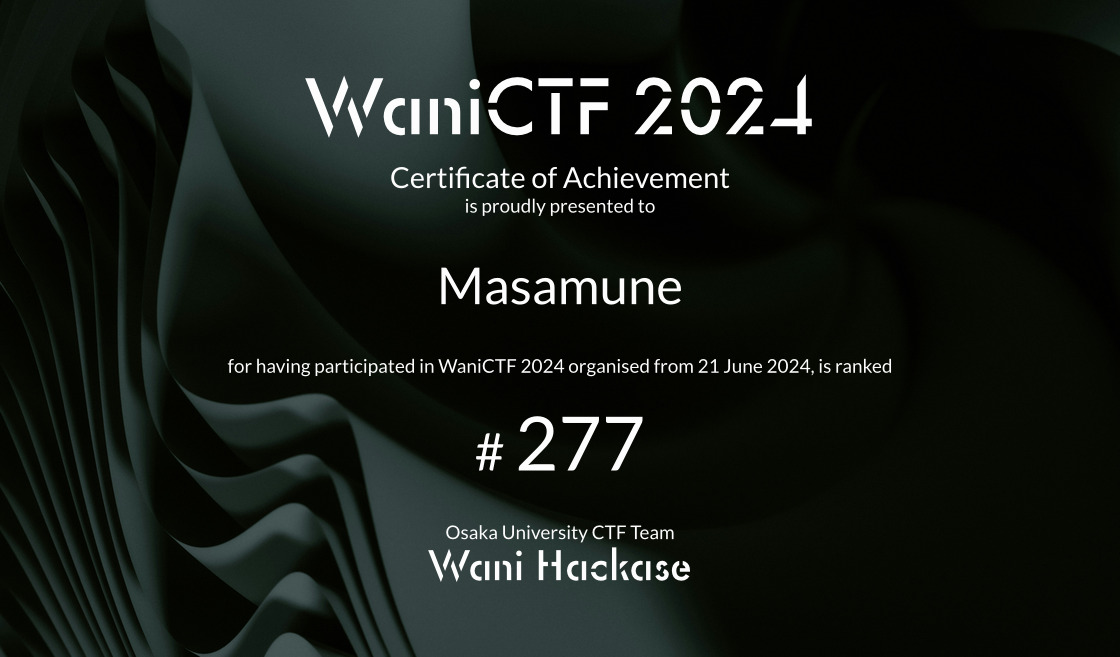 WaniCTF 2024
Certificate of Achievement
is proudly presented to
Masamune
for having participated in WaniCTF 2024 organised from 21 June 2024, is ranked
# 277
Osaka University CTF Team
Wani Hackase